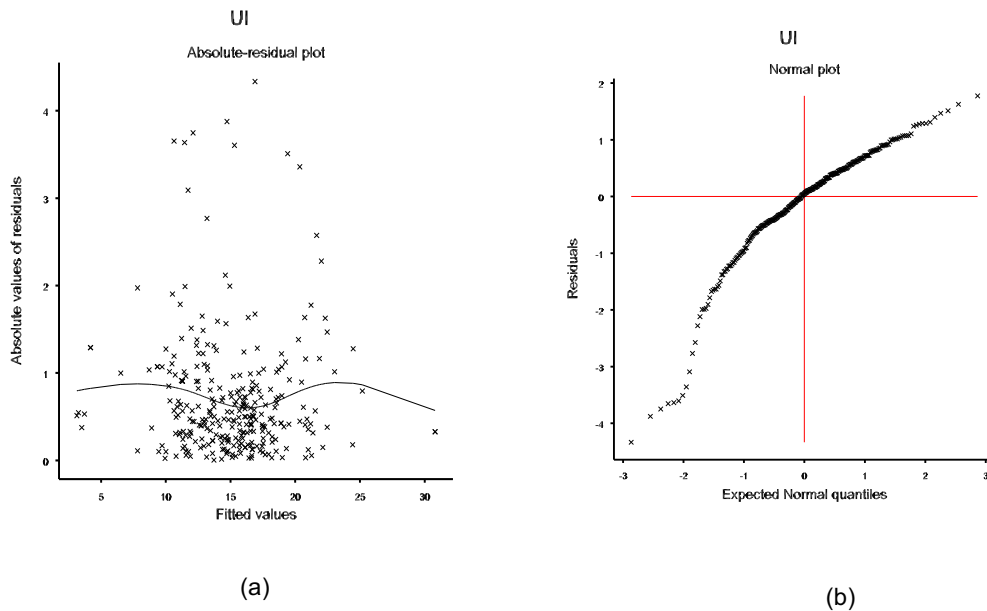 UI
Absolute-residual plot
Absolute values of residuals
4
3
2
1
0
5 10 15 20 25 30
Fitted values
(a)
UI
Normal plot
Residuals
2
1
0
-1
-2
-3
-4
-3 -2 -1 0 1 2 3
Expected Normal quantiles
(b)